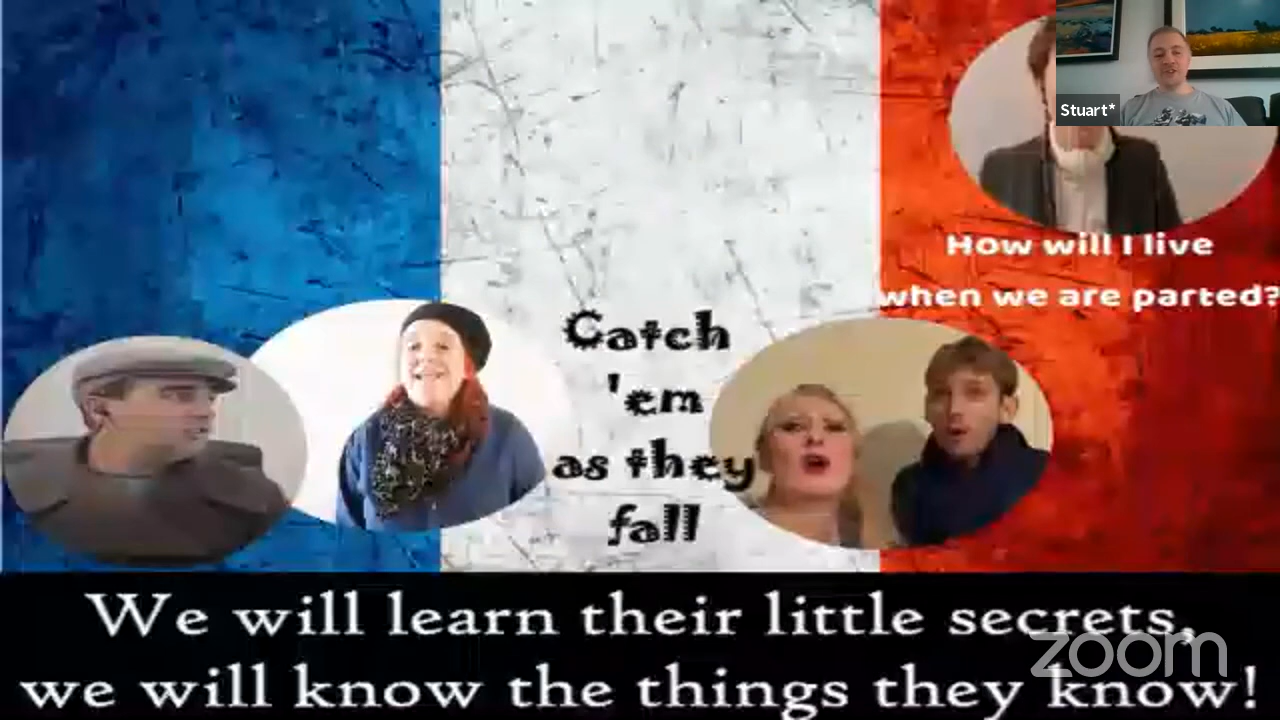 Stuart*
How will I live
when we are parted?
Catch
'em
as they
fall
We will learn their little secrets,
we will know the things they know!
zoom